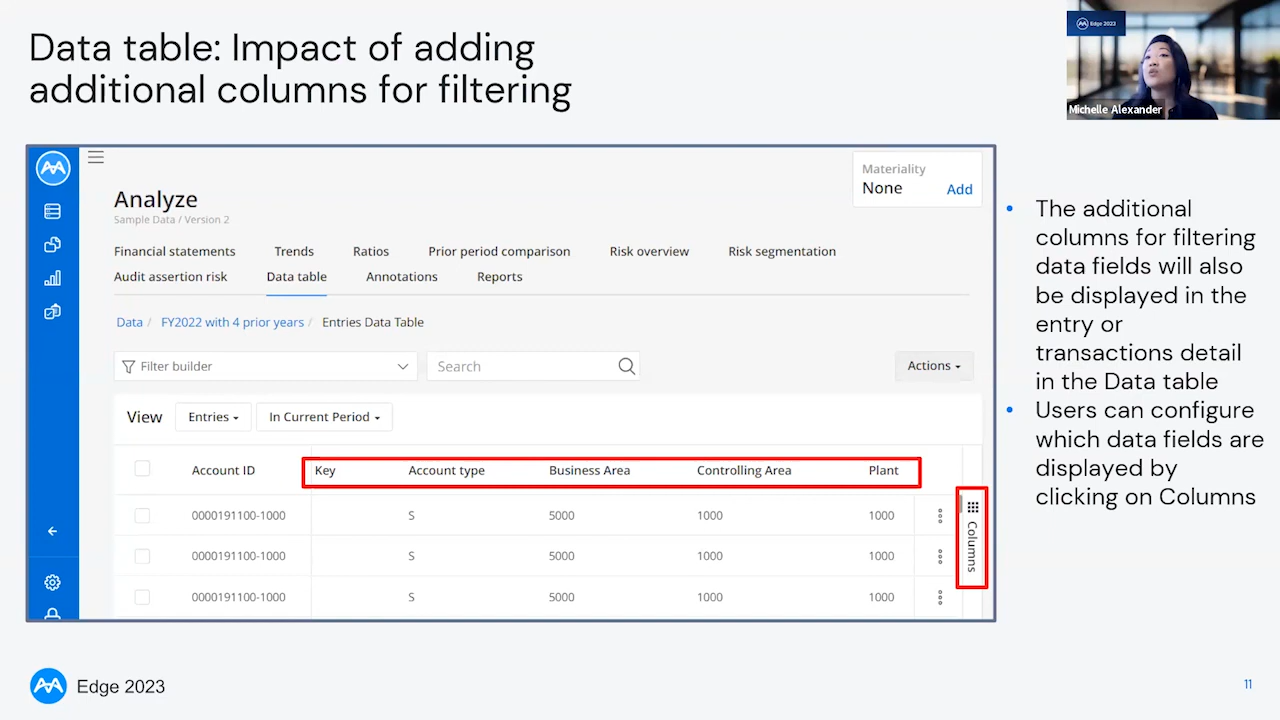 Data table: Impact of adding
additional columns for filtering
Edge 2023
Michelle Alexander
Materiality
None Add
Analyze
Sample Data / Version 2
Financial statements Trends Ratios Prior period comparison Risk overview Risk segmentation
Audit assertion risk Data table Annotations Reports
Data / FY2022 with 4 prior years / Entries Data Table
Filter builder Search Actions
View Entries In Current Period
Account ID Key Account type Business Area Controlling Area Plant
0000191100-1000 S 5000 1000 1000
0000191100-1000 S 5000 1000 1000
0000191100-1000 S 5000 1000 1000
Columns
• The additional
columns for filtering
data fields will also
be displayed in the
entry or
transactions detail
in the Data table
• Users can configure
which data fields are
displayed by
clicking on Columns
Edge 2023
11